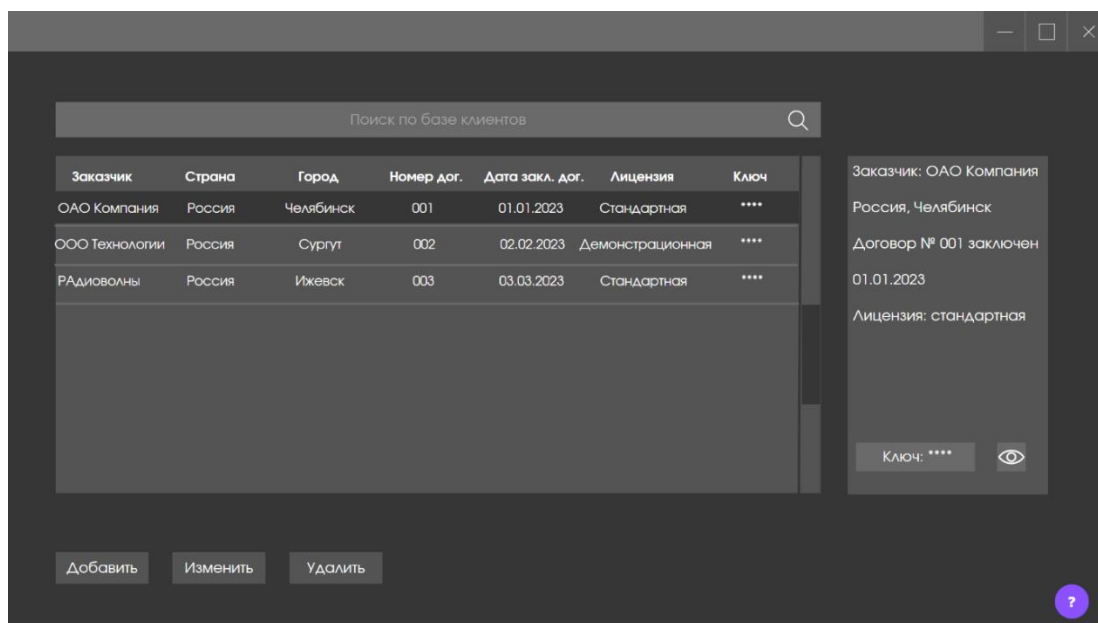 Поиск по базе клиентов
Заказчик Страна Город Номер дог. Дата закл. дог. Лицензия Ключ
ОАО Компания Россия Челябинск 001 01.01.2023 Стандартная ****
ООО Технологии Россия Сургут 002 02.02.2023 Демонстрационная ****
РАдиоволны Россия Ижевск 003 03.03.2023 Стандартная ****
Заказчик: ОАО Компания
Россия, Челябинск
Договор № 001 заключен
01.01.2023
Лицензия: стандартная
Ключ: ****
Добавить Изменить Удалить
?